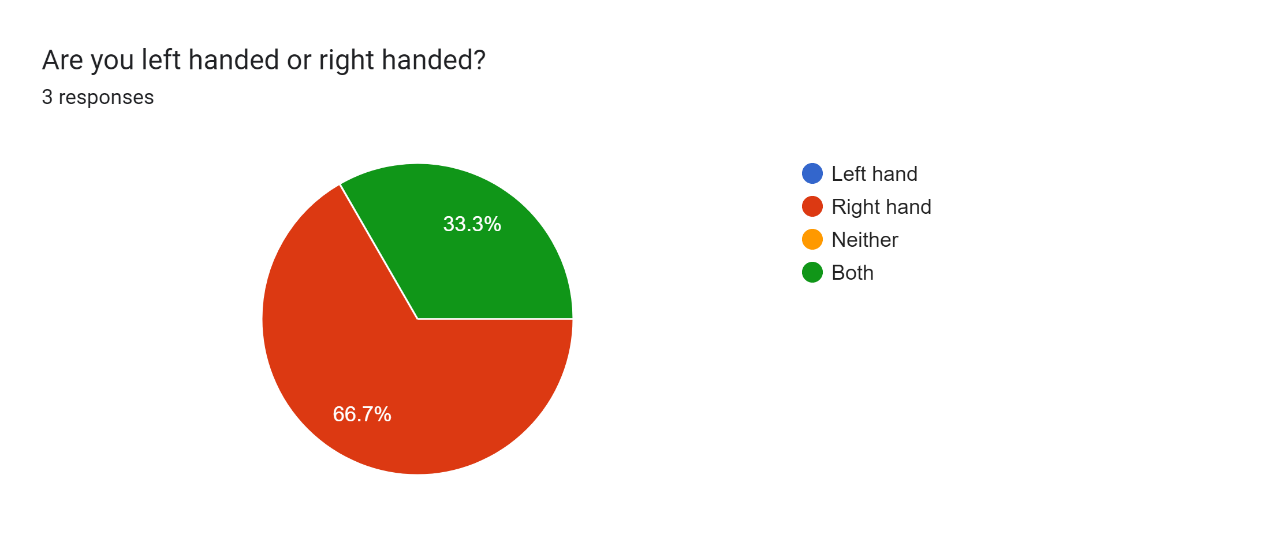 Are you left handed or right handed?
3 responses
33.3%
66.7%
Left hand
Right hand
Neither
Both